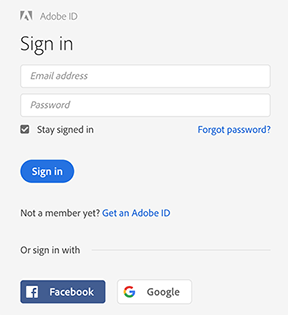 Adobe ID
Sign in
Email address
Password
Stay signed in Forgot password?
Sign in
Not a member yet? Get an Adobe ID
Or sign in with
Facebook Google